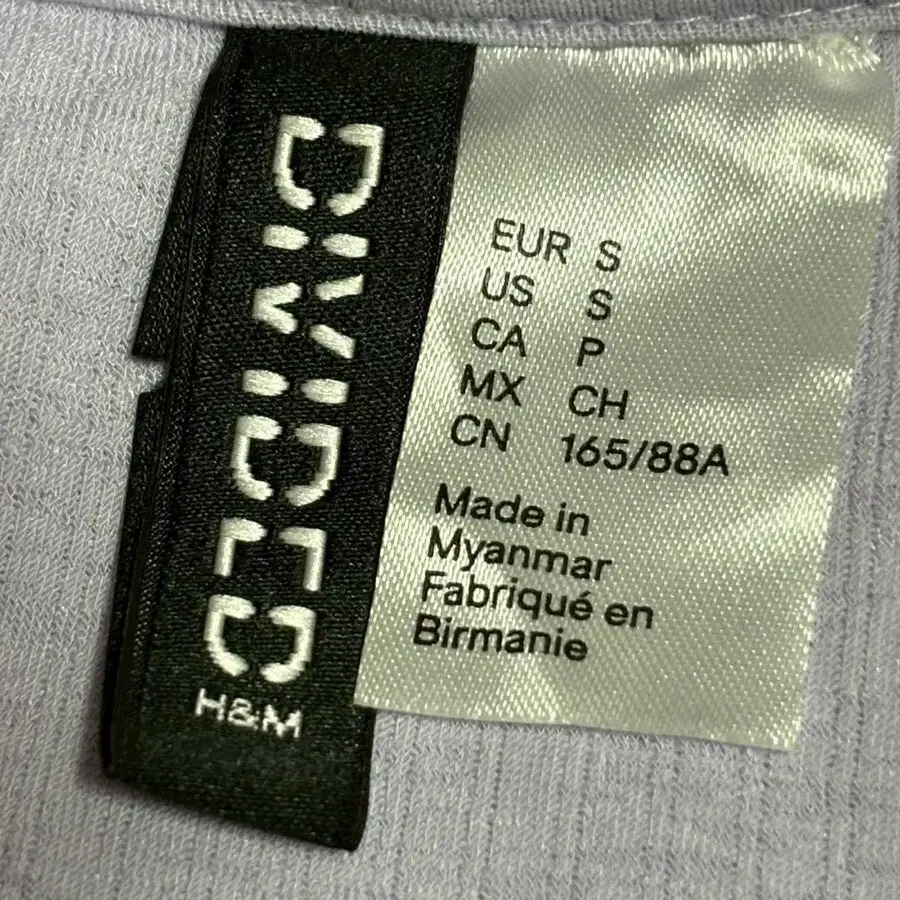 DIVIDED
H&M
EUR S
US S
CA P
MX CH
CN 165/88A
Made in
Myanmar
Fabriqué en
Birmanie